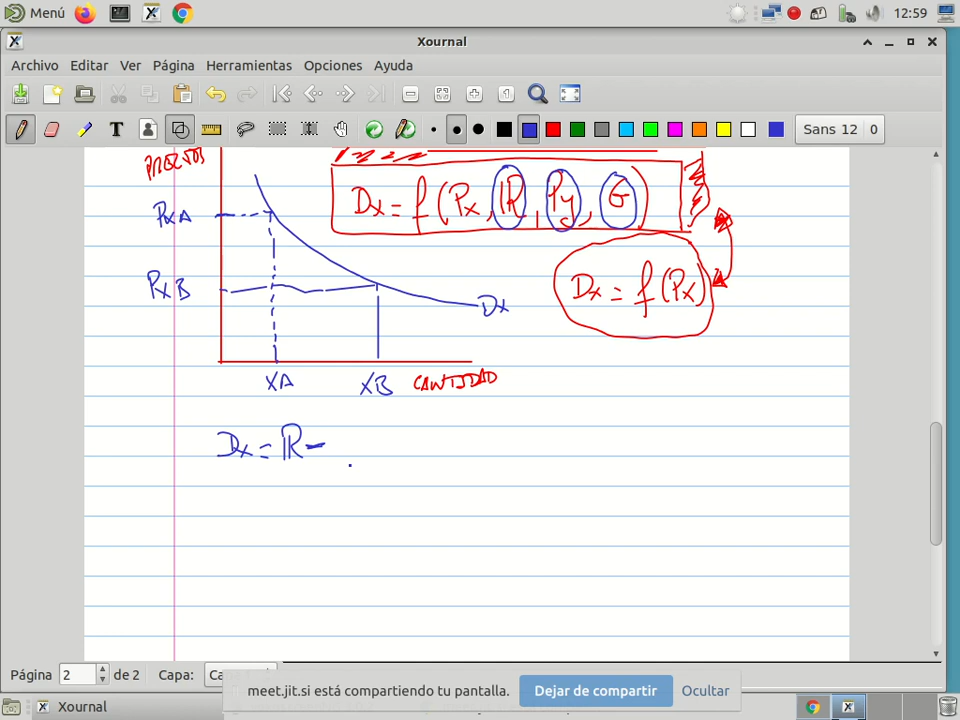 Menú
12:59
Xournal
Archivo Editar Ver Página Herramientas Opciones Ayuda
Sans 12 0
PRECIOS
Dx = f (Px, R, Py, G)
PxA
PxB
Dx = f (Px)
Dx
XA XB CANTIDAD
Dx = R -
Página 2 de 2 Capa:
meet.jit.si está compartiendo tu pantalla. Dejar de compartir Ocultar
Xournal